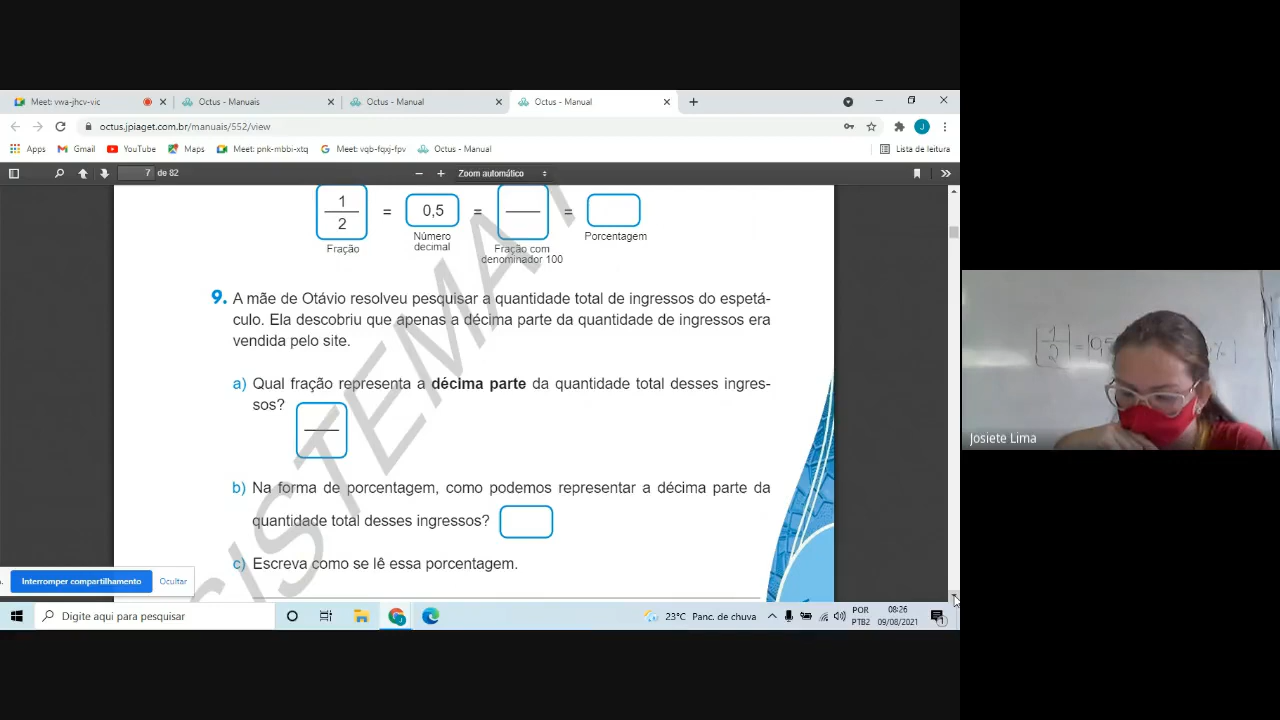 Meet: vwa-jhcv-vic
Octus - Manuais
Octus - Manual
Octus - Manual
octus.jpiaget.com.br/manuais/552/view
J
Apps
Gmail
YouTube
Maps
Meet: pnk-mbbi-xtq
Meet: vqb-fqxj-fpv
Octus - Manual
Lista de leitura
7 de 82
Zoom automático
1
2
=
0,5
=
=
Fração
Número
decimal
Fração com
denominador 100
Porcentagem
9. A mãe de Otávio resolveu pesquisar a quantidade total de ingressos do espetá-
culo. Ela descobriu que apenas a décima parte da quantidade de ingressos era
vendida pelo site.
a) Qual fração representa a décima parte da quantidade total desses ingres-
sos?
b) Na forma de porcentagem, como podemos representar a décima parte da
quantidade total desses ingressos?
c) Escreva como se lê essa porcentagem.
SISTEMA
Interromper compartilhamento
Ocultar
Digite aqui para pesquisar
23°C Panc. de chuva
POR
PTB2
08:26
09/08/2021
1
1
2
=
0,5
%
Josiete Lima